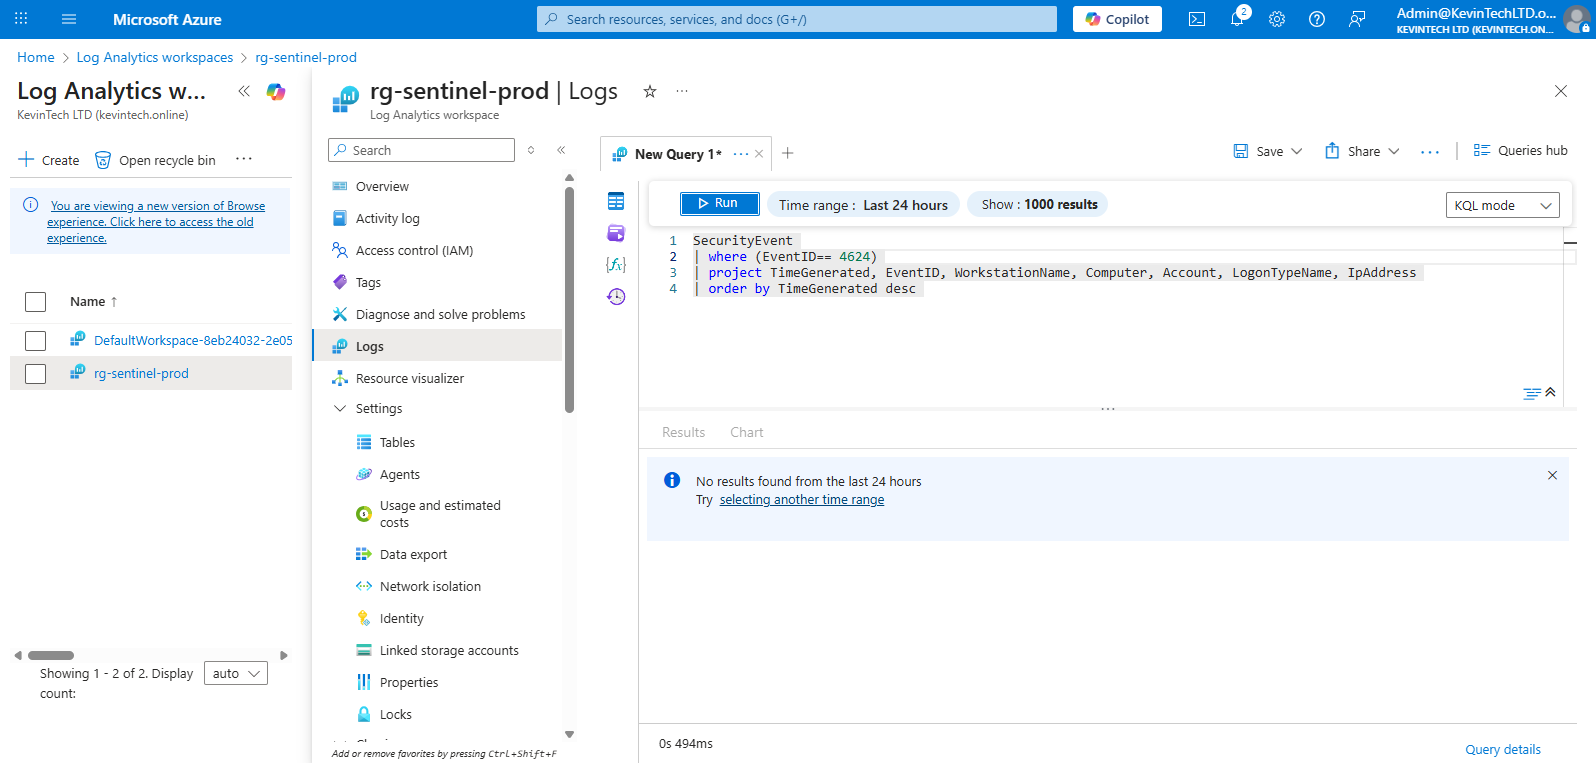 Microsoft Azure
Search resources, services, and docs (G+/)
Copilot
2
Admin@KevinTechLTD.o...
KEVINTECH LTD (KEVINTECH.ON...
Home > Log Analytics workspaces > rg-sentinel-prod
Log Analytics w...
KevinTech LTD (kevintech.online)
Create
Open recycle bin
...
You are viewing a new version of Browse
experience. Click here to access the old
experience.
Name ↑
DefaultWorkspace-8eb24032-2e05
rg-sentinel-prod
Showing 1 - 2 of 2. Display
count:
auto
rg-sentinel-prod | Logs
...
Log Analytics workspace
Search
Overview
Activity log
Access control (IAM)
Tags
Diagnose and solve problems
Logs
Resource visualizer
Settings
Tables
Agents
Usage and estimated
costs
Data export
Network isolation
Identity
Linked storage accounts
Properties
Locks
Add or remove favorites by pressing Ctrl+Shift+F
New Query 1*
...
Save
Share
...
Queries hub
Run
Time range : Last 24 hours
Show : 1000 results
KQL mode
1 SecurityEvent
2 | where (EventID== 4624)
3 | project TimeGenerated, EventID, WorkstationName, Computer, Account, LogonTypeName, IpAddress
4 | order by TimeGenerated desc
Results
Chart
No results found from the last 24 hours
Try selecting another time range
0s 494ms
Query details